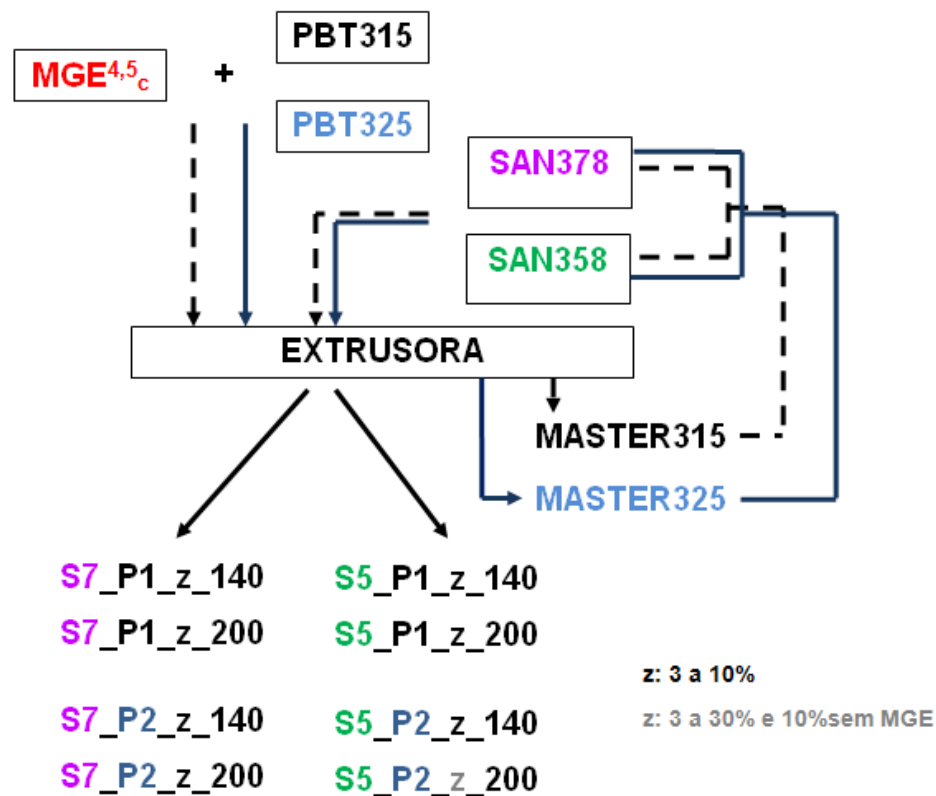 PBT315
MGE4,5c +
PBT325
SAN378
SAN358
EXTRUSORA
MASTER315
MASTER325
S7_P1_z_140 S5_P1_z_140
S7_P1_z_200 S5_P1_z_200
z: 3 a 10%
S7_P2_z_140 S5_P2_z_140
z: 3 a 30% e 10%sem MGE
S7_P2_z_200 S5_P2_z_200